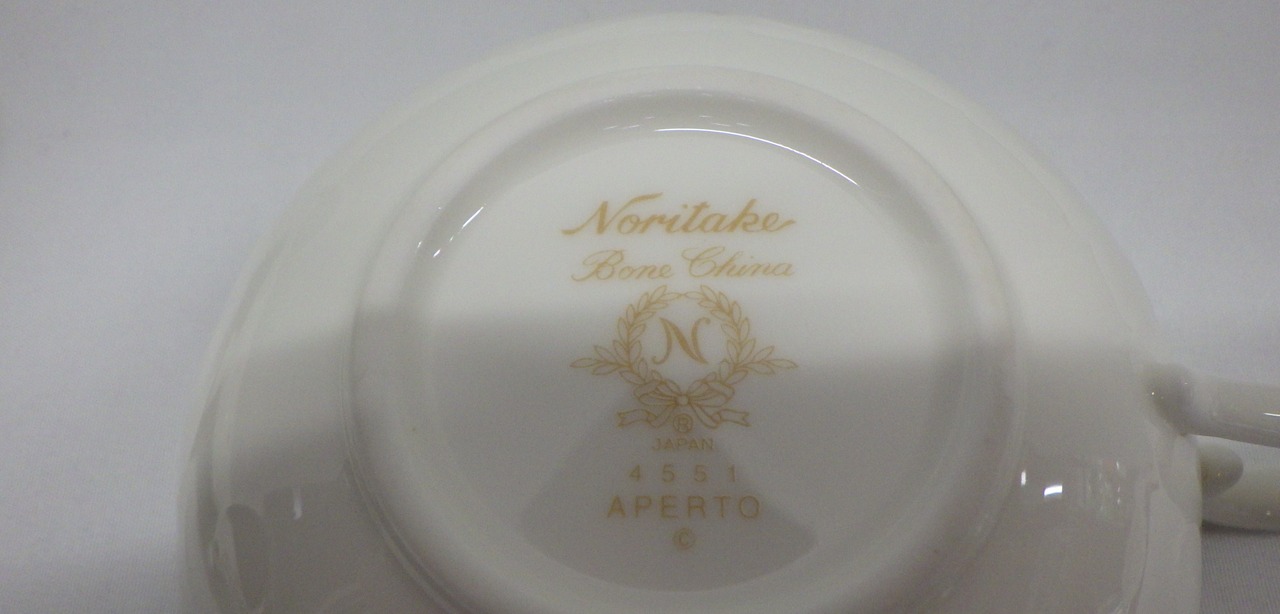 Noritake
Bone China
N
®
JAPAN
4551
APERTO
©